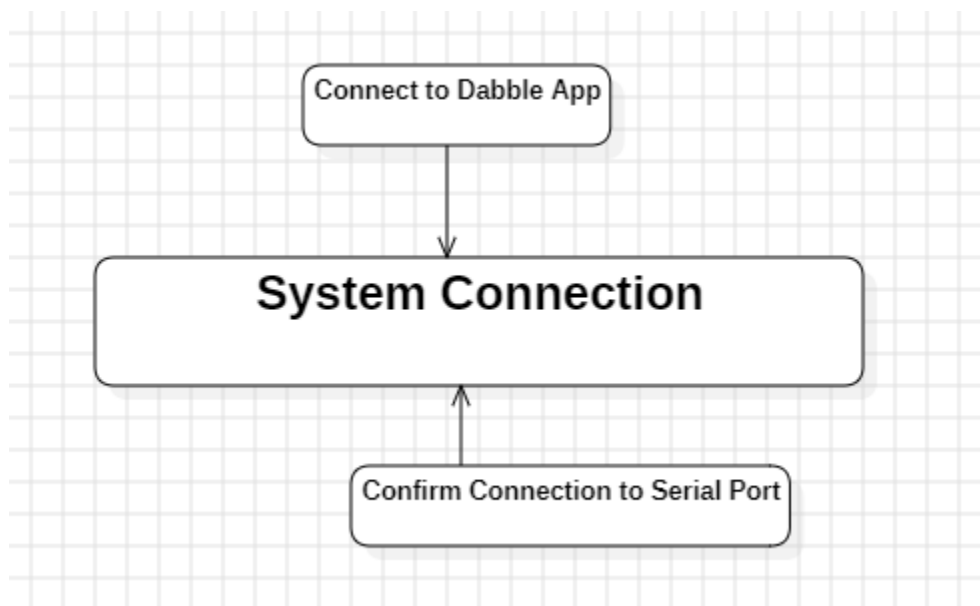 Connect to Dabble App
System Connection
Confirm Connection to Serial Port